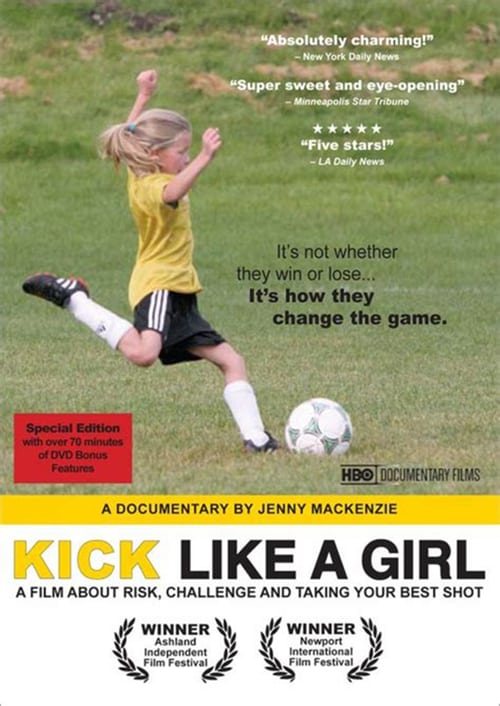 “Absolutely charming!”
– New York Daily News
“Super sweet and eye-opening”
– Minneapolis Star Tribune
“Five stars!”
– LA Daily News
It’s not whether
they win or lose...
It’s how they
change the game.
Special Edition
with over 70 minutes
of DVD Bonus
Features
HBO DOCUMENTARY FILMS
A DOCUMENTARY BY JENNY MACKENZIE
KICK LIKE A GIRL
A FILM ABOUT RISK, CHALLENGE AND TAKING YOUR BEST SHOT
WINNER
Ashland
Independent
Film Festival
WINNER
Newport
International
Film Festival